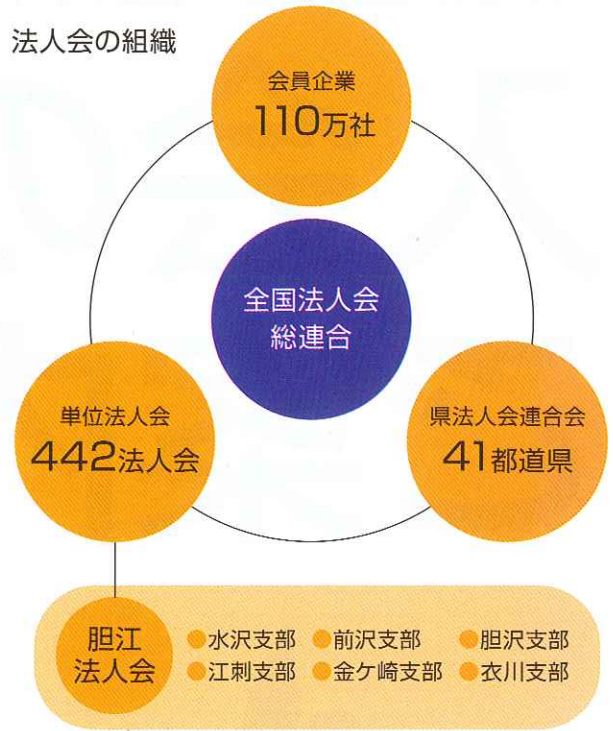 法人会の組織
会員企業
110万社
全国法人会
総連合
単位法人会
442法人会
県法人会連合会
41都道県
胆江
法人会
●水沢支部 ●前沢支部 ●胆沢支部
●江刺支部 ●金ケ崎支部 ●衣川支部